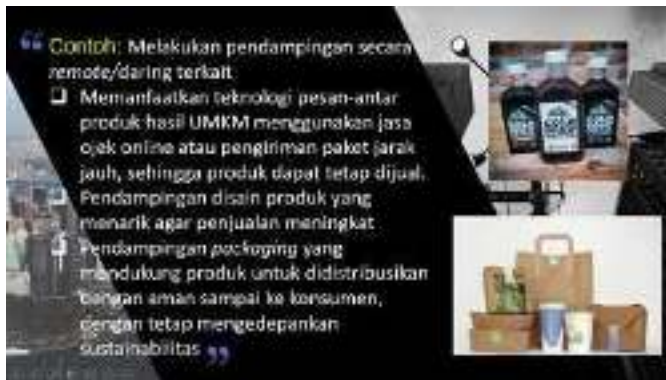 Contoh: Melakukan pendampingan secara
remote/daring terkait
Memanfaatkan teknologi pesan-antar
produk hasil UMKM menggunakan jasa
ojek online atau pengiriman paket jarak
jauh, sehingga produk dapat tetap dijual.
Pendampingan disain produk yang
menarik agar penjualan meningkat
Pendampingan packaging yang
mendukung produk untuk didistribusikan
dengan aman sampai ke konsumen,
dengan tetap mengedepankan
sustainabilitas